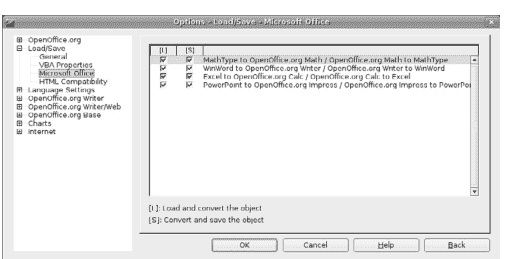 Options - Load/Save - Microsoft Office
OpenOffice.org
Load/Save
General
VBA Properties
Microsoft Office
HTML Compatibility
Language Settings
OpenOffice.org Writer
OpenOffice.org Writer/Web
OpenOffice.org Base
Charts
Internet
[L] [S]
MathType to OpenOffice.org Math / OpenOffice.org Math to MathType
WinWord to OpenOffice.org Writer / OpenOffice.org Writer to WinWord
Excel to OpenOffice.org Calc / OpenOffice.org Calc to Excel
PowerPoint to OpenOffice.org Impress / OpenOffice.org Impress to PowerPoi
[L]: Load and convert the object
[S]: Convert and save the object
OK Cancel Help Back